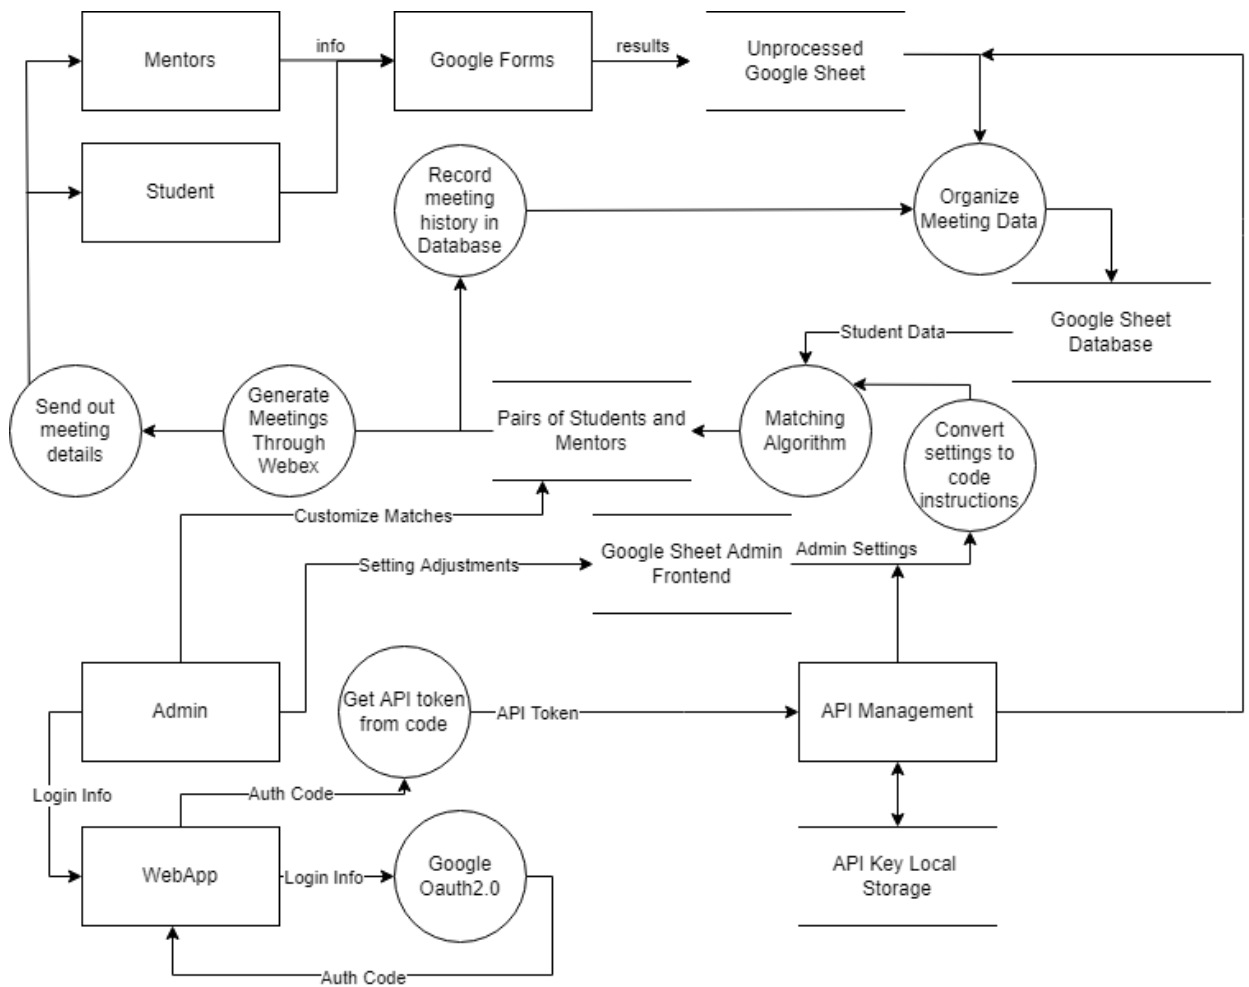 Mentors
info
Google Forms
results
Unprocessed
Google Sheet
Student
Record
meeting
history in
Database
Organize
Meeting Data
Student Data
Google Sheet
Database
Send out
meeting
details
Generate
Meetings
Through
Webex
Pairs of Students and
Mentors
Matching
Algorithm
Convert
settings to
code
instructions
Customize Matches
Setting Adjustments
Google Sheet Admin
Frontend
Admin Settings
Admin
Get API token
from code
API Token
API Management
Login Info
Auth Code
WebApp
Login Info
Google
Oauth2.0
API Key Local
Storage
Auth Code